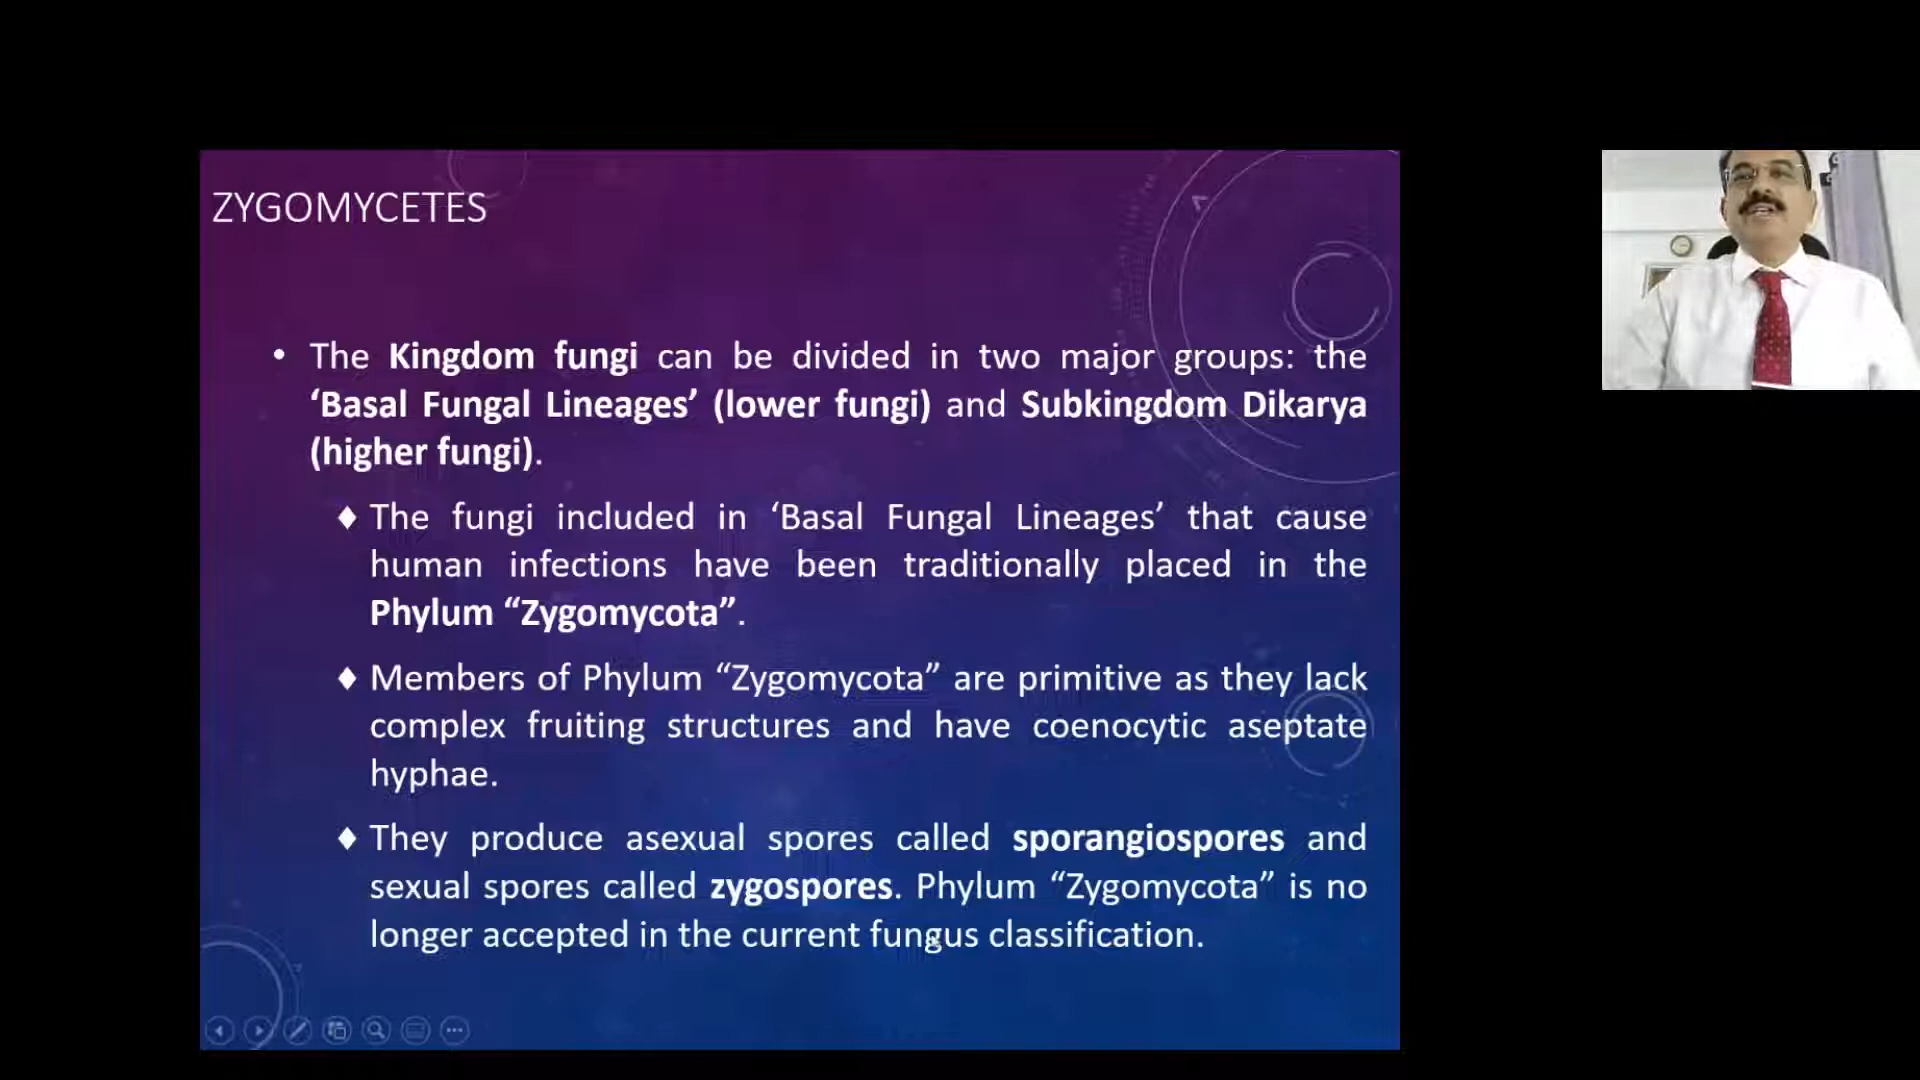 ZYGOMYCETES
• The Kingdom fungi can be divided in two major groups: the
‘Basal Fungal Lineages’ (lower fungi) and Subkingdom Dikarya
(higher fungi).
♦ The fungi included in ‘Basal Fungal Lineages’ that cause
human infections have been traditionally placed in the
Phylum “Zygomycota”.
♦ Members of Phylum “Zygomycota” are primitive as they lack
complex fruiting structures and have coenocytic aseptate
hyphae.
♦ They produce asexual spores called sporangiospores and
sexual spores called zygospores. Phylum “Zygomycota” is no
longer accepted in the current fungus classification.